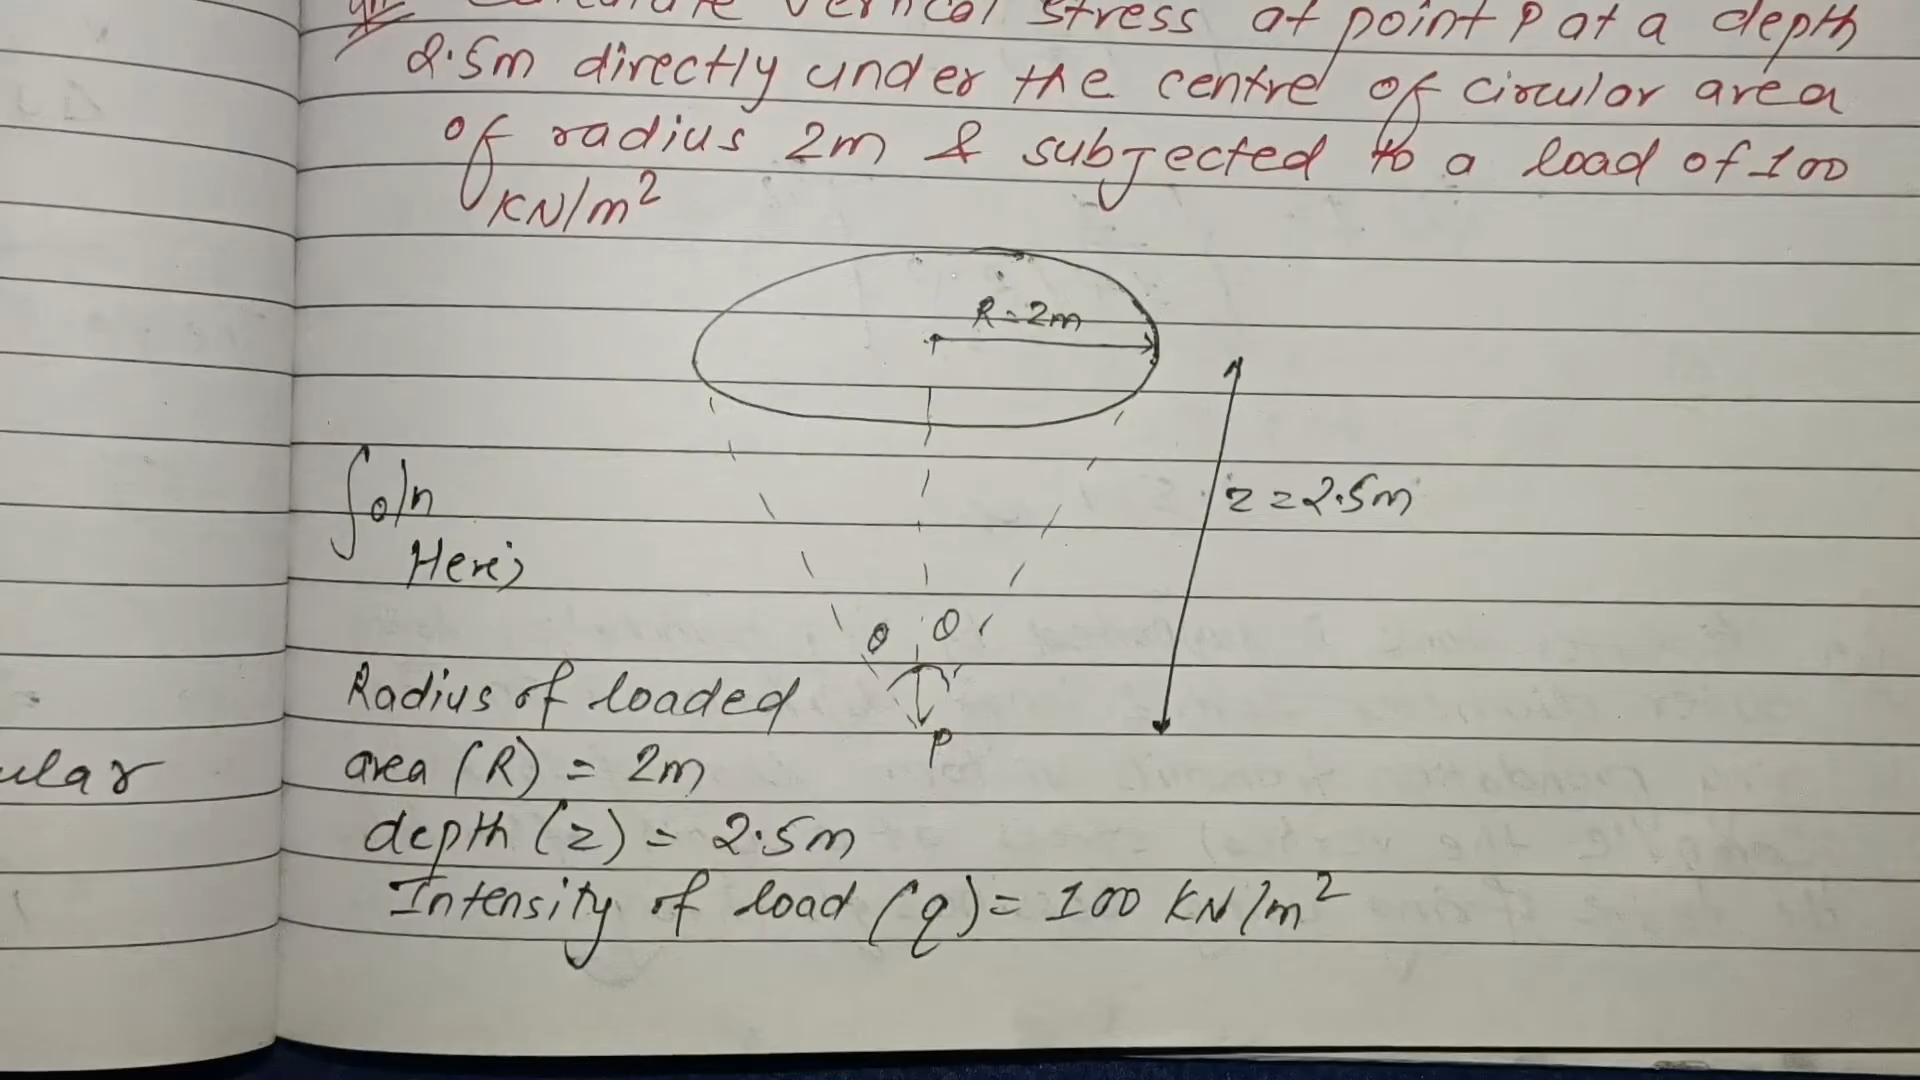 Calculate vertical stress at point P at a depth
2.5m directly under the centre of circular area
of radius 2m & subjected to a load of 100
KN/m²
R=2m
z=2.5m
Soln
Here;
θ θ
Radius of loaded
P
area (R) = 2m
ular
depth (z) = 2.5m
Intensity of load (q) = 100 KN/m²